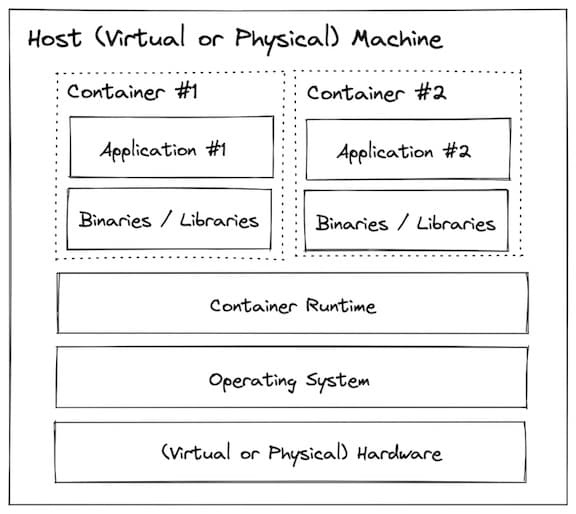 Host (Virtual or Physical) Machine
Container #1
Application #1
Binaries / Libraries
Container #2
Application #2
Binaries / Libraries
Container Runtime
Operating System
(Virtual or Physical) Hardware